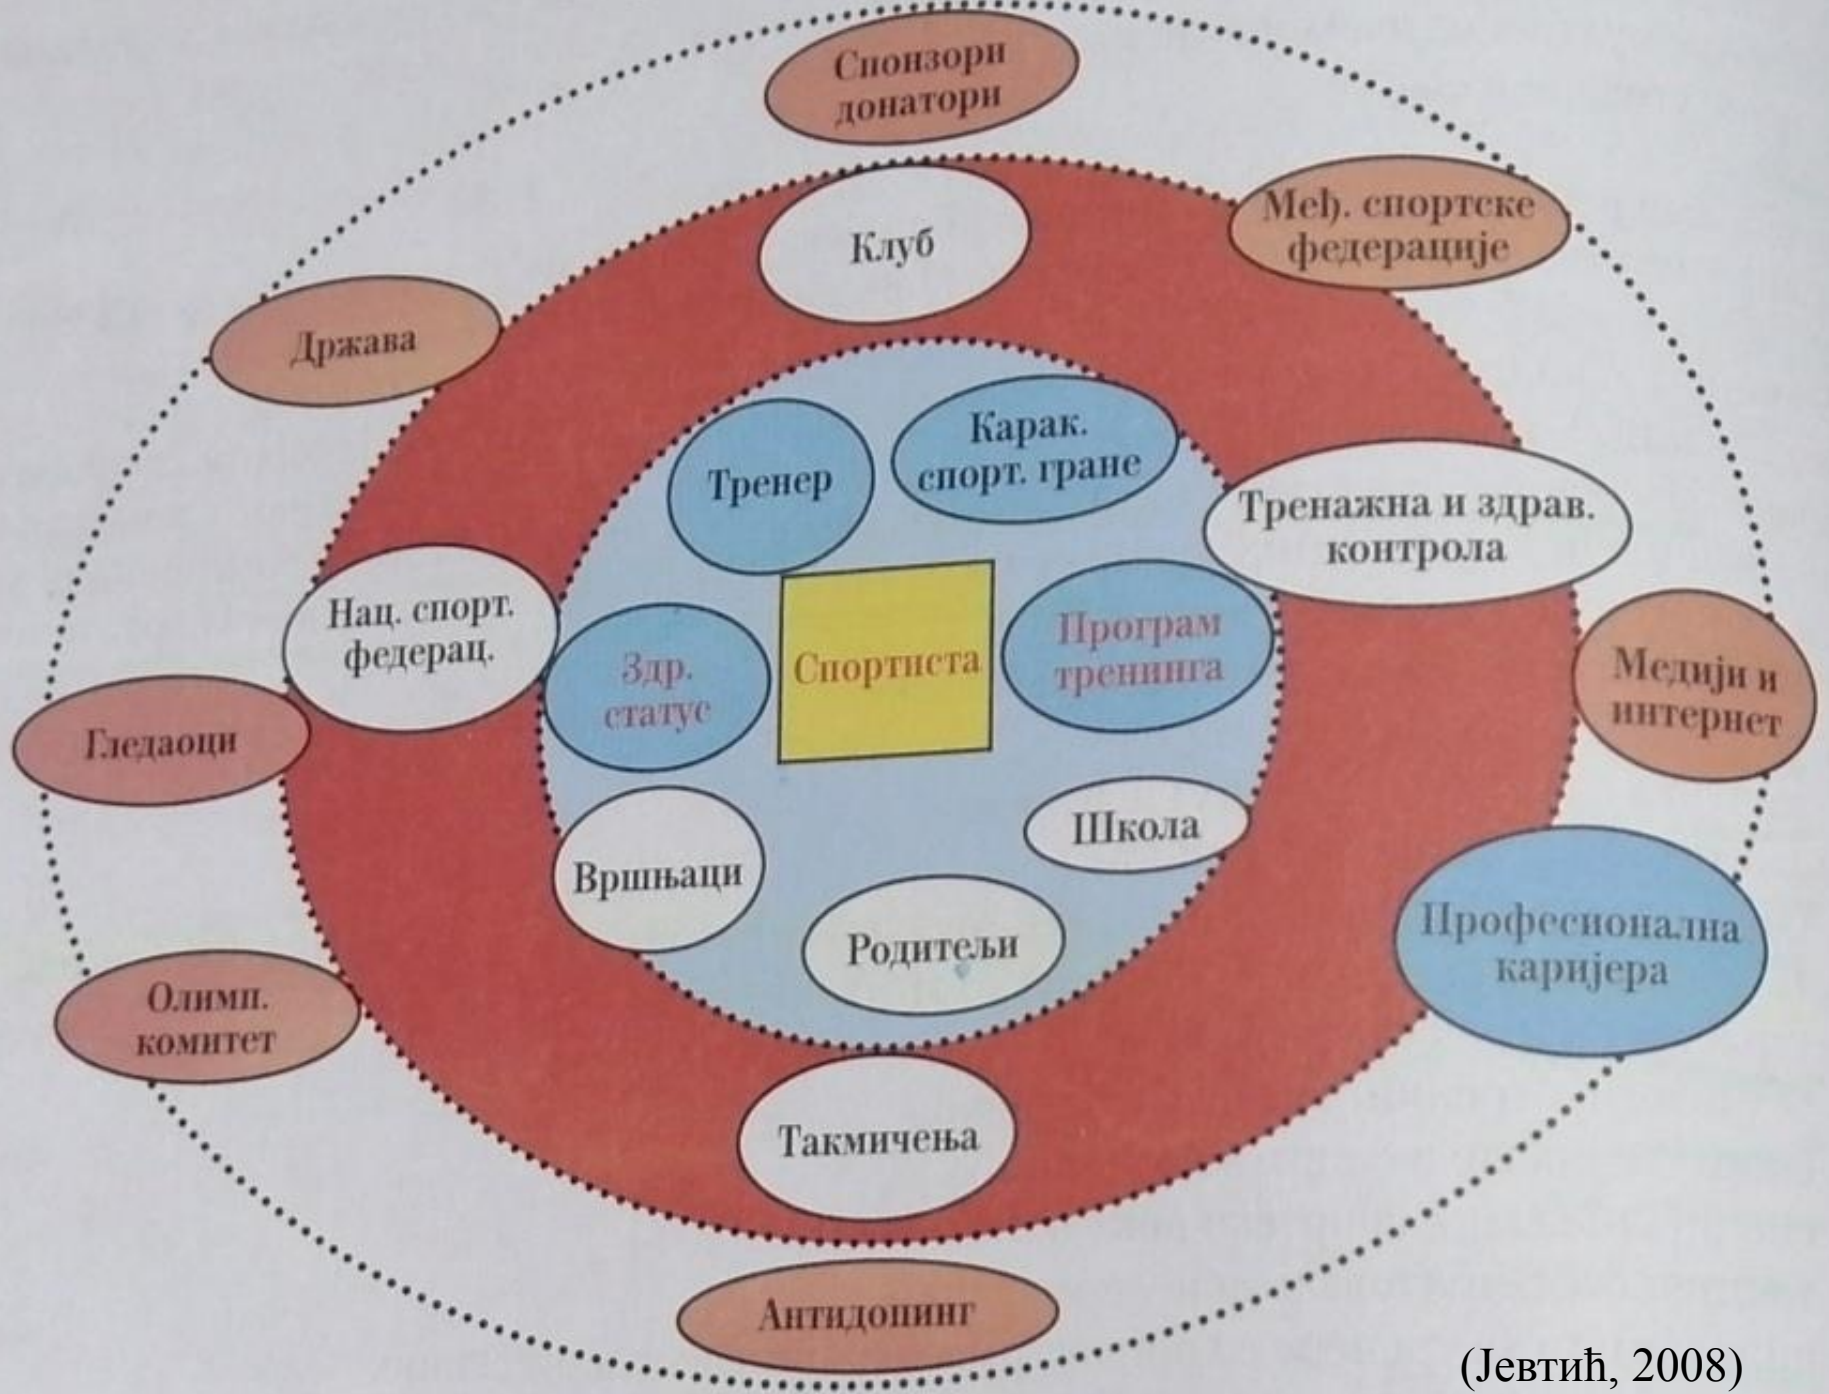 Спонзори
донатори
Међ. спортске
федерације
Клуб
Држава
Карак.
спорт. гране
Тренер
Тренажна и здрав.
контрола
Нац. спорт.
федерац.
Здр.
статус
Спортиста
Програм
тренинга
Медији и
интернет
Гледаоци
Вршњаци
Школа
Родитељи
Професионална
каријера
Олимп.
комитет
Такмичења
Антидопинг
(Јевтић, 2008)